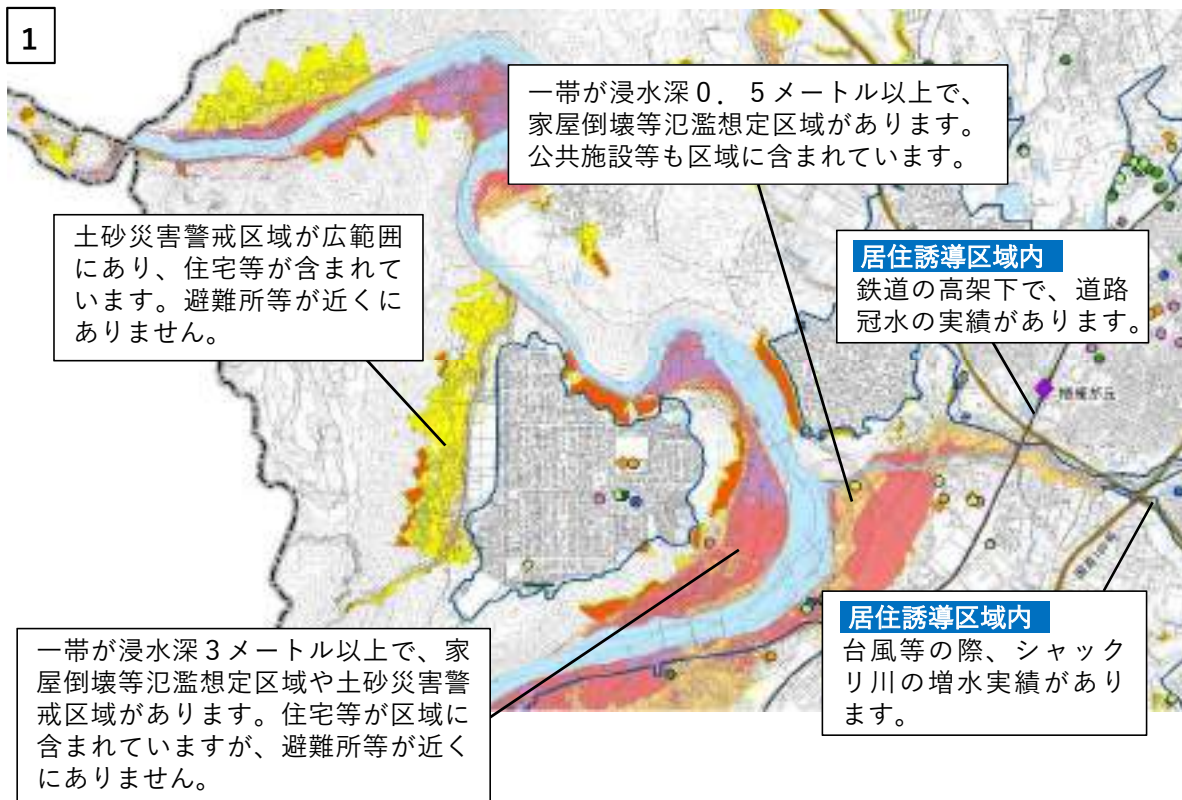 1
一帯が浸水深0.5メートル以上で、
家屋倒壊等氾濫想定区域があります。
公共施設等も区域に含まれています。
土砂災害警戒区域が広範囲
にあり、住宅等が含まれて
います。避難所等が近くに
ありません。
居住誘導区域内
鉄道の高架下で、道路
冠水の実績があります。
居住誘導区域内
台風等の際、シャック
リ川の増水実績があり
ます。
一帯が浸水深3メートル以上で、家
屋倒壊等氾濫想定区域や土砂災害警
戒区域があります。住宅等が区域に
含まれていますが、避難所等が近く
にありません。